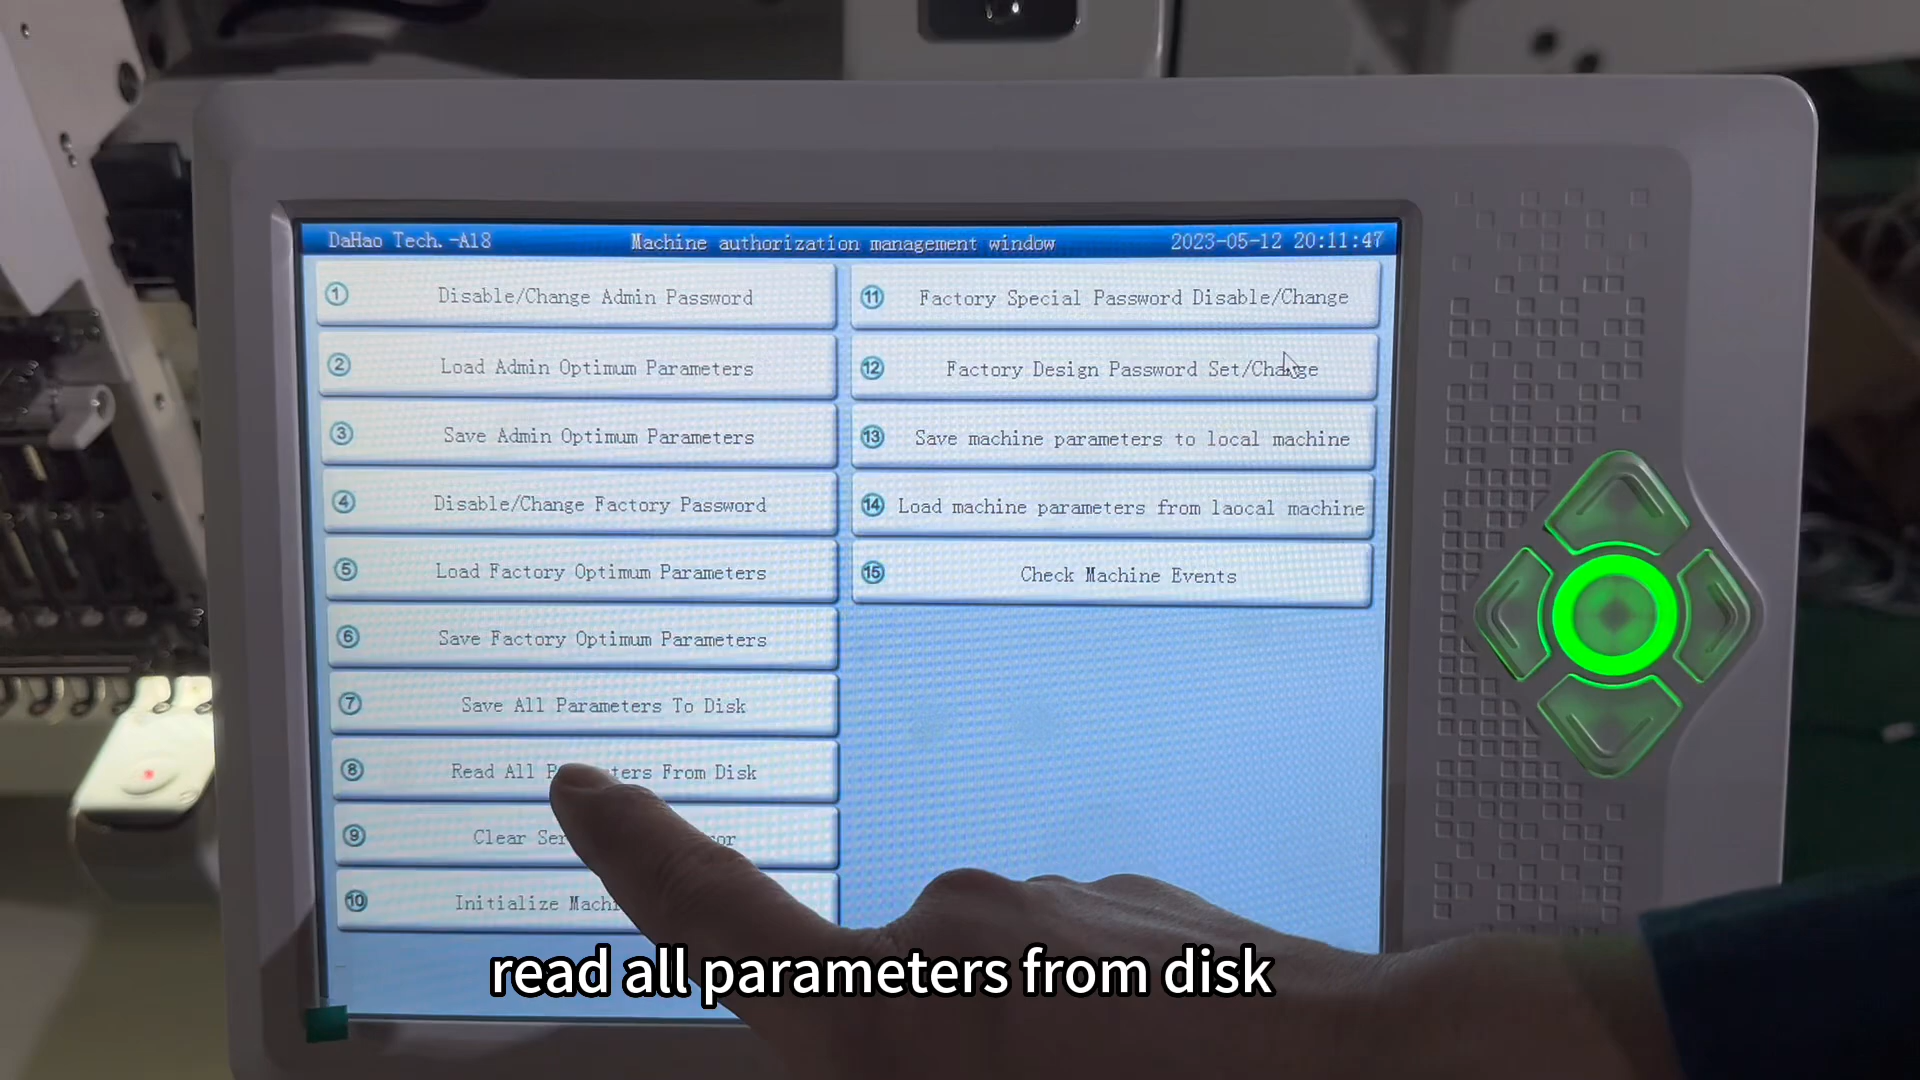 DaHao Tech.-A18
Machine authorization management window
2023-05-12 20:11:47
1 Disable/Change Admin Password
2 Load Admin Optimum Parameters
3 Save Admin Optimum Parameters
4 Disable/Change Factory Password
5 Load Factory Optimum Parameters
6 Save Factory Optimum Parameters
7 Save All Parameters To Disk
8 Read All From Disk
9 Clear
10 Initialize
11 Factory Special Password Disable/Change
12 Factory Design Password Set/Change
13 Save machine parameters to local machine
14 Load machine parameters from laocal machine
15 Check Machine Events
read all parameters from disk